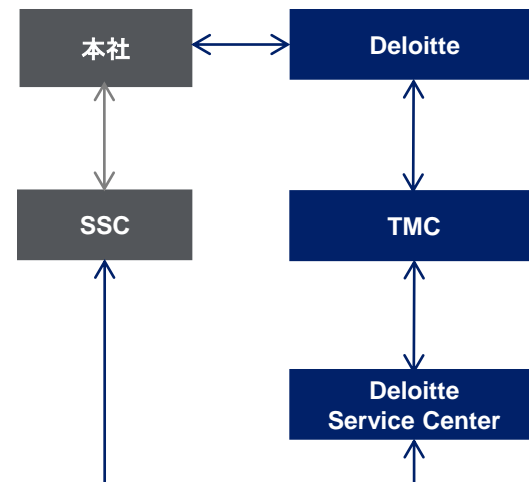 本社
Deloitte
SSC
TMC
Deloitte
Service Center